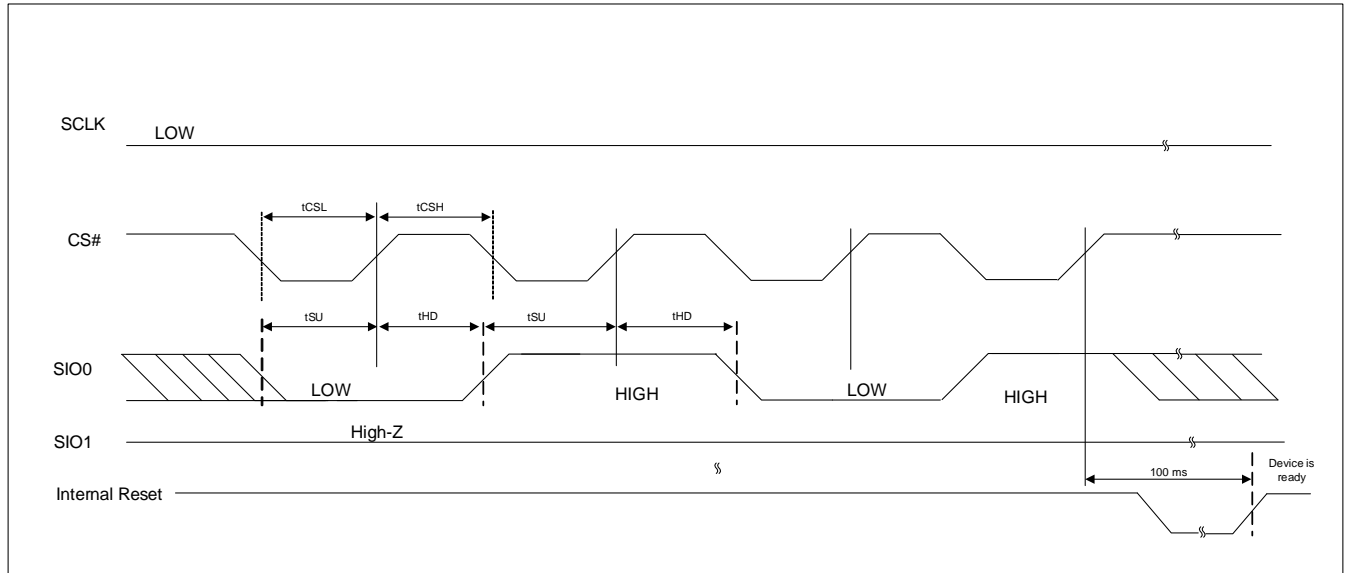 SCLK
LOW
tCSL
tCSH
CS#
tSU
tHD
tSU
tHD
SIO0
LOW
HIGH
LOW
HIGH
High-Z
SIO1
100 ms
Device is
ready
Internal Reset